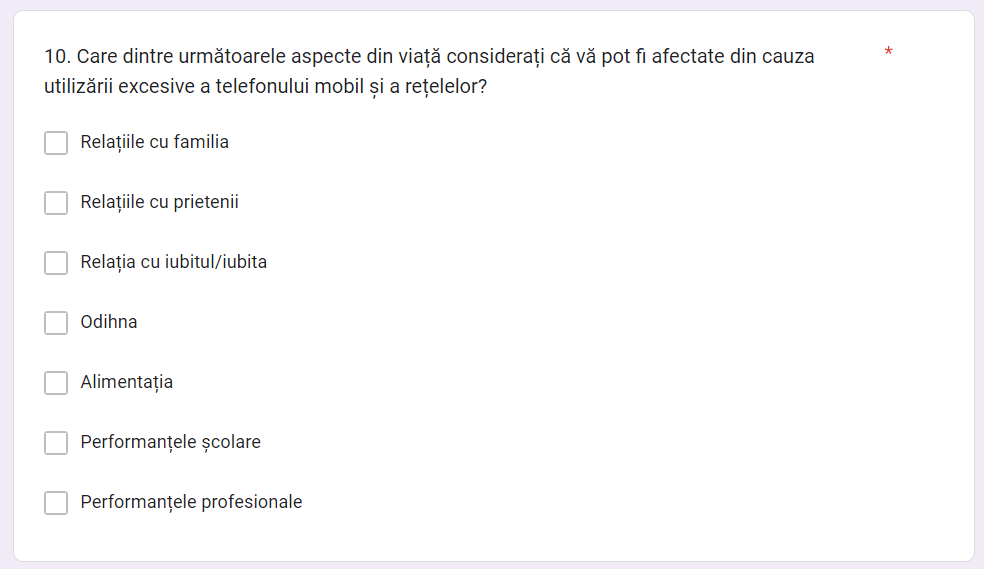 10. Care dintre următoarele aspecte din viață considerați că vă pot fi afectate din cauza *
utilizării excesive a telefonului mobil și a rețelelor?
Relațiile cu familia
Relațiile cu prietenii
Relația cu iubitul/iubita
Odihna
Alimentația
Performanțele școlare
Performanțele profesionale